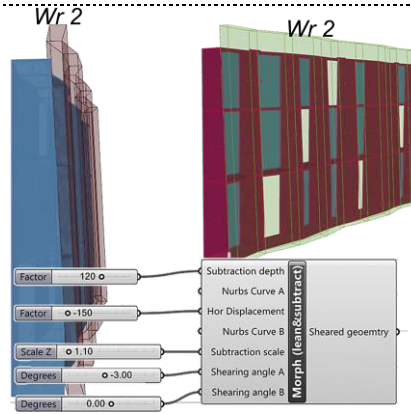 Wr 2
Wr 2
Factor 120
Factor -150
Scale Z 1.10
Degrees -3.00
Degrees 0.00
Subtraction depth
Nurbs Curve A
Hor Displacement
Nurbs Curve B
Subtraction scale
Shearing angle A
Shearing angle B
Morph (lean&subtract)
Sheared geoemtry